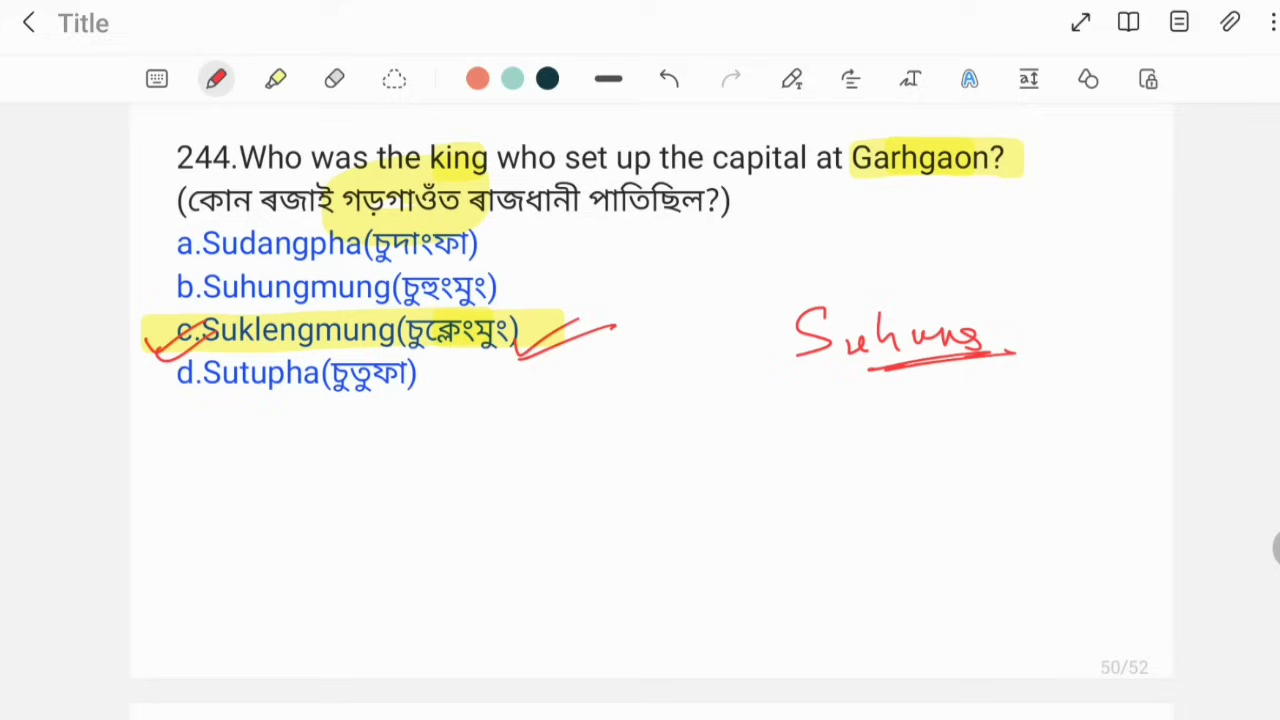 Title
244.Who was the king who set up the capital at Garhgaon?
(কোন ৰজাই গড়গাওঁত ৰাজধানী পাতিছিল?)
a.Sudangpha(চুদাংফা)
b.Suhungmung(চুহুংমুং)
c.Suklengmung(চুক্লেংমুং)
Suhung
d.Sutupha(চুতুফা)
50/52